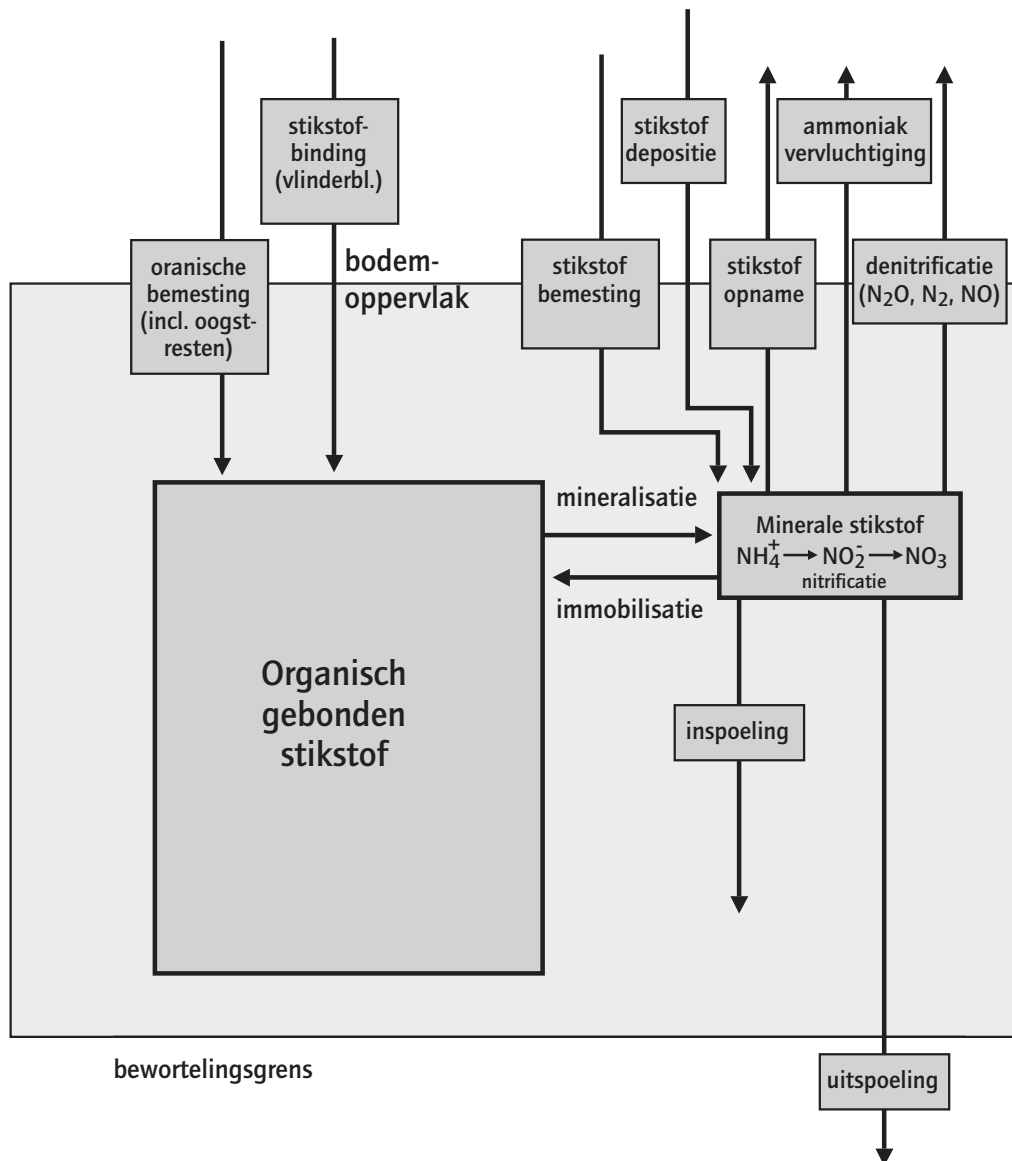 stikstof-
binding
(vlinderbl.)
stikstof
depositie
ammoniak
vervluchtiging
oranische
bemesting
(incl. oogst-
resten)
bodem-
oppervlak
stikstof
bemesting
stikstof
opname
denitrificatie
(N₂O, N₂, NO)
mineralisatie
immobilisatie
Minerale stikstof
NH₄⁺ → NO₂⁻ → NO₃
nitrificatie
Organisch
gebonden
stikstof
inspoeling
bewortelingsgrens
uitspoeling